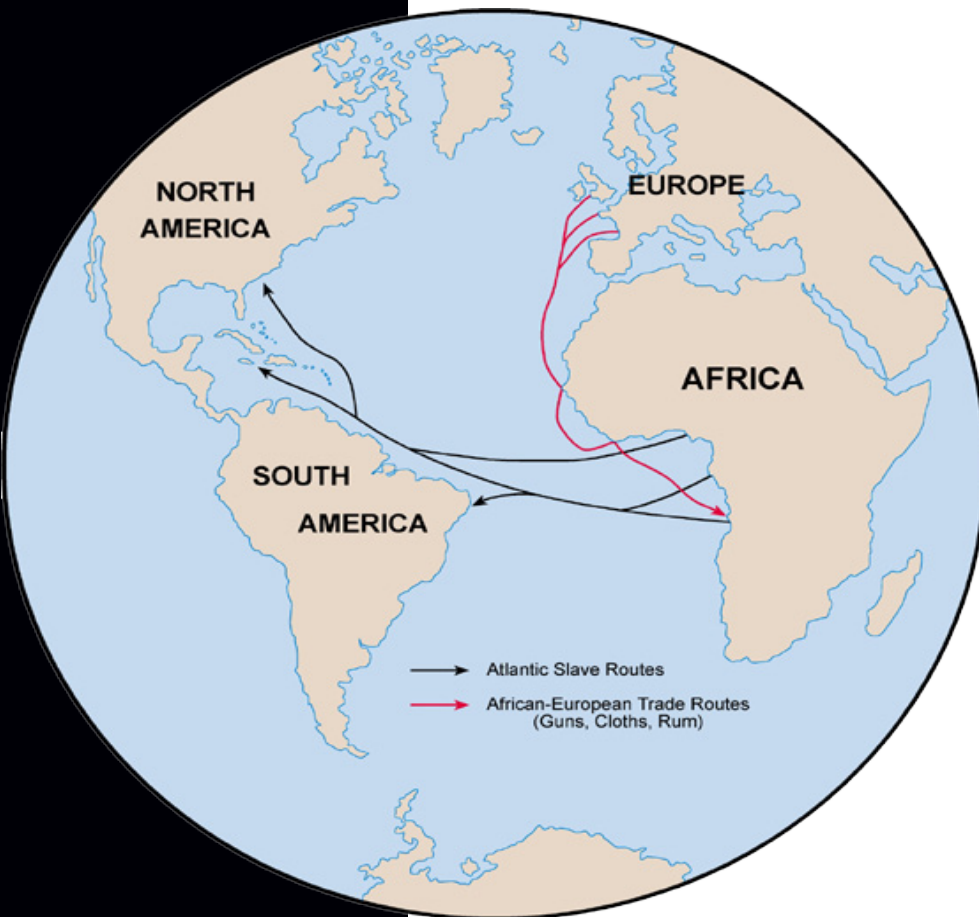 NORTH
AMERICA
EUROPE
AFRICA
SOUTH
AMERICA
Atlantic Slave Routes
African-European Trade Routes
(Guns, Cloths, Rum)